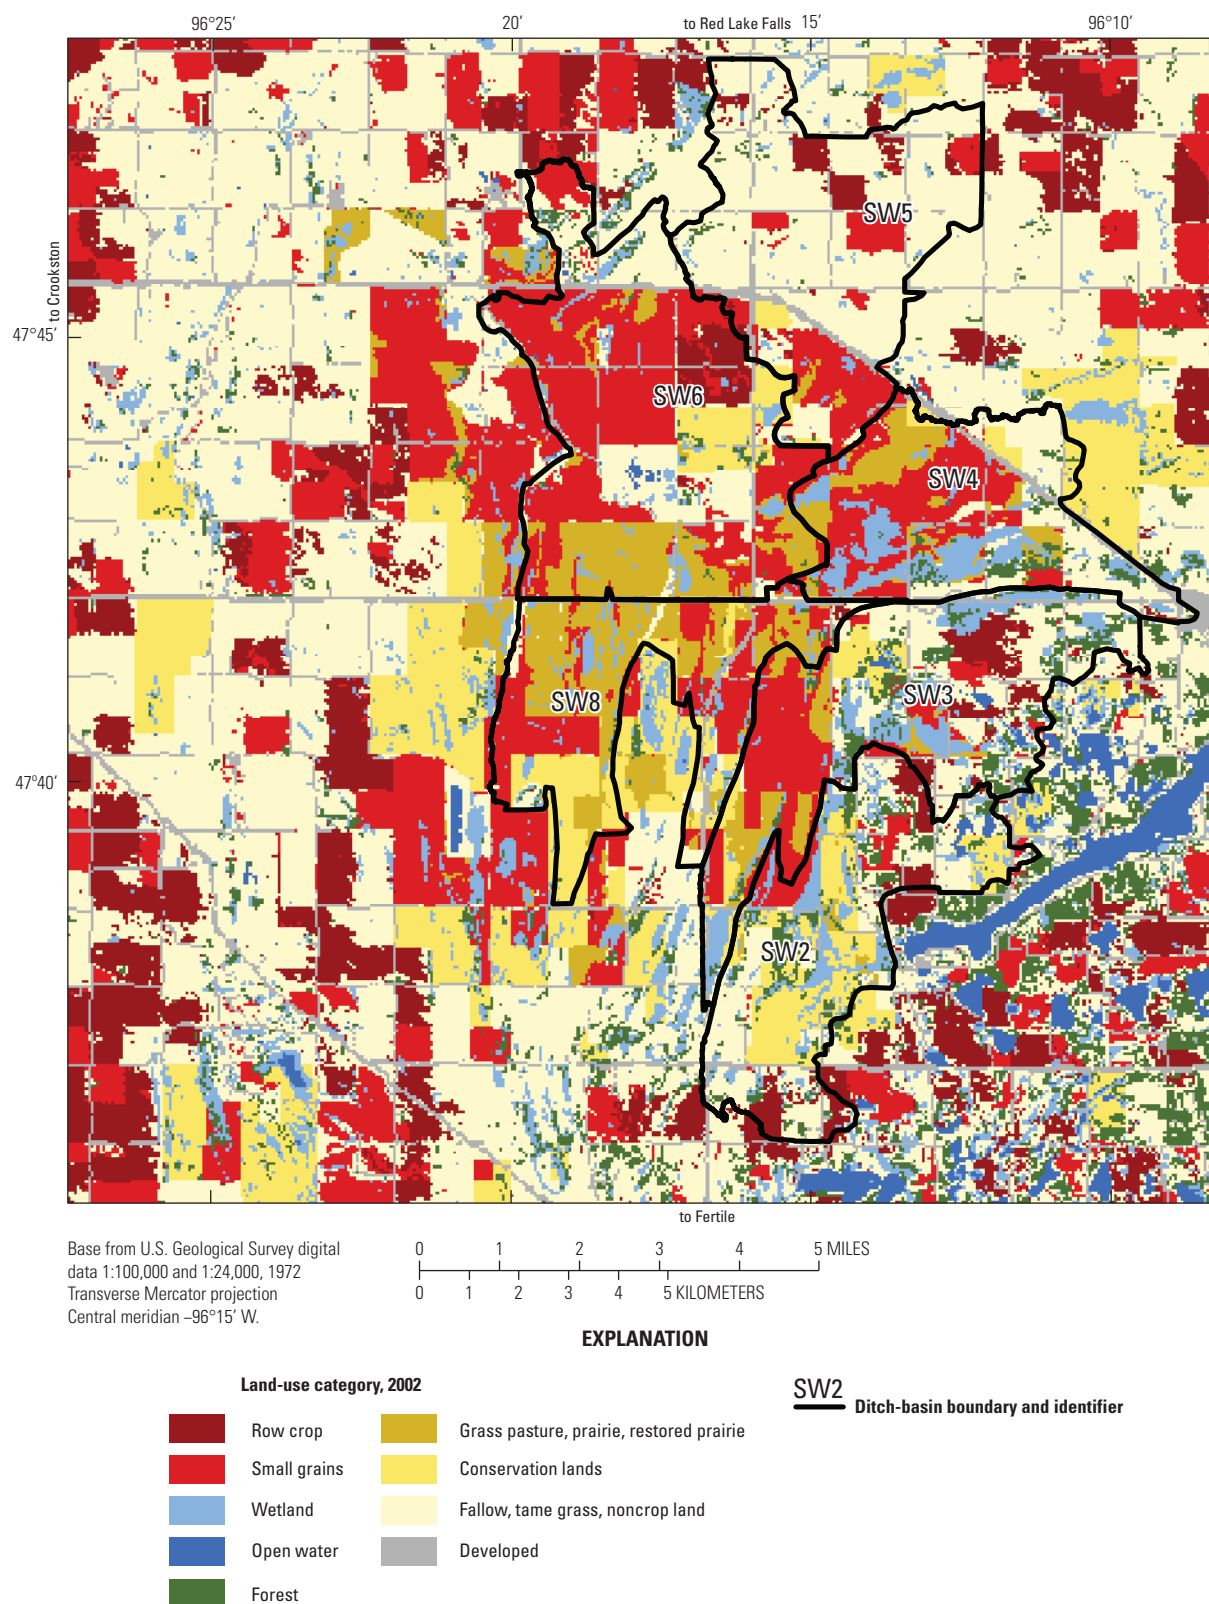 96°25′
20′
to Red Lake Falls
15′
96°10′
to Crookston
47°45′
47°40′
SW5
SW6
SW4
SW3
SW8
SW2
to Fertile
Base from U.S. Geological Survey digital
data 1:100,000 and 1:24,000, 1972
Transverse Mercator projection
Central meridian –96°15′ W.
0 1 2 3 4 5 MILES
0 1 2 3 4 5 KILOMETERS
EXPLANATION
Land-use category, 2002
Row crop
Small grains
Wetland
Open water
Forest
Grass pasture, prairie, restored prairie
Conservation lands
Fallow, tame grass, noncrop land
Developed
SW2
Ditch-basin boundary and identifier